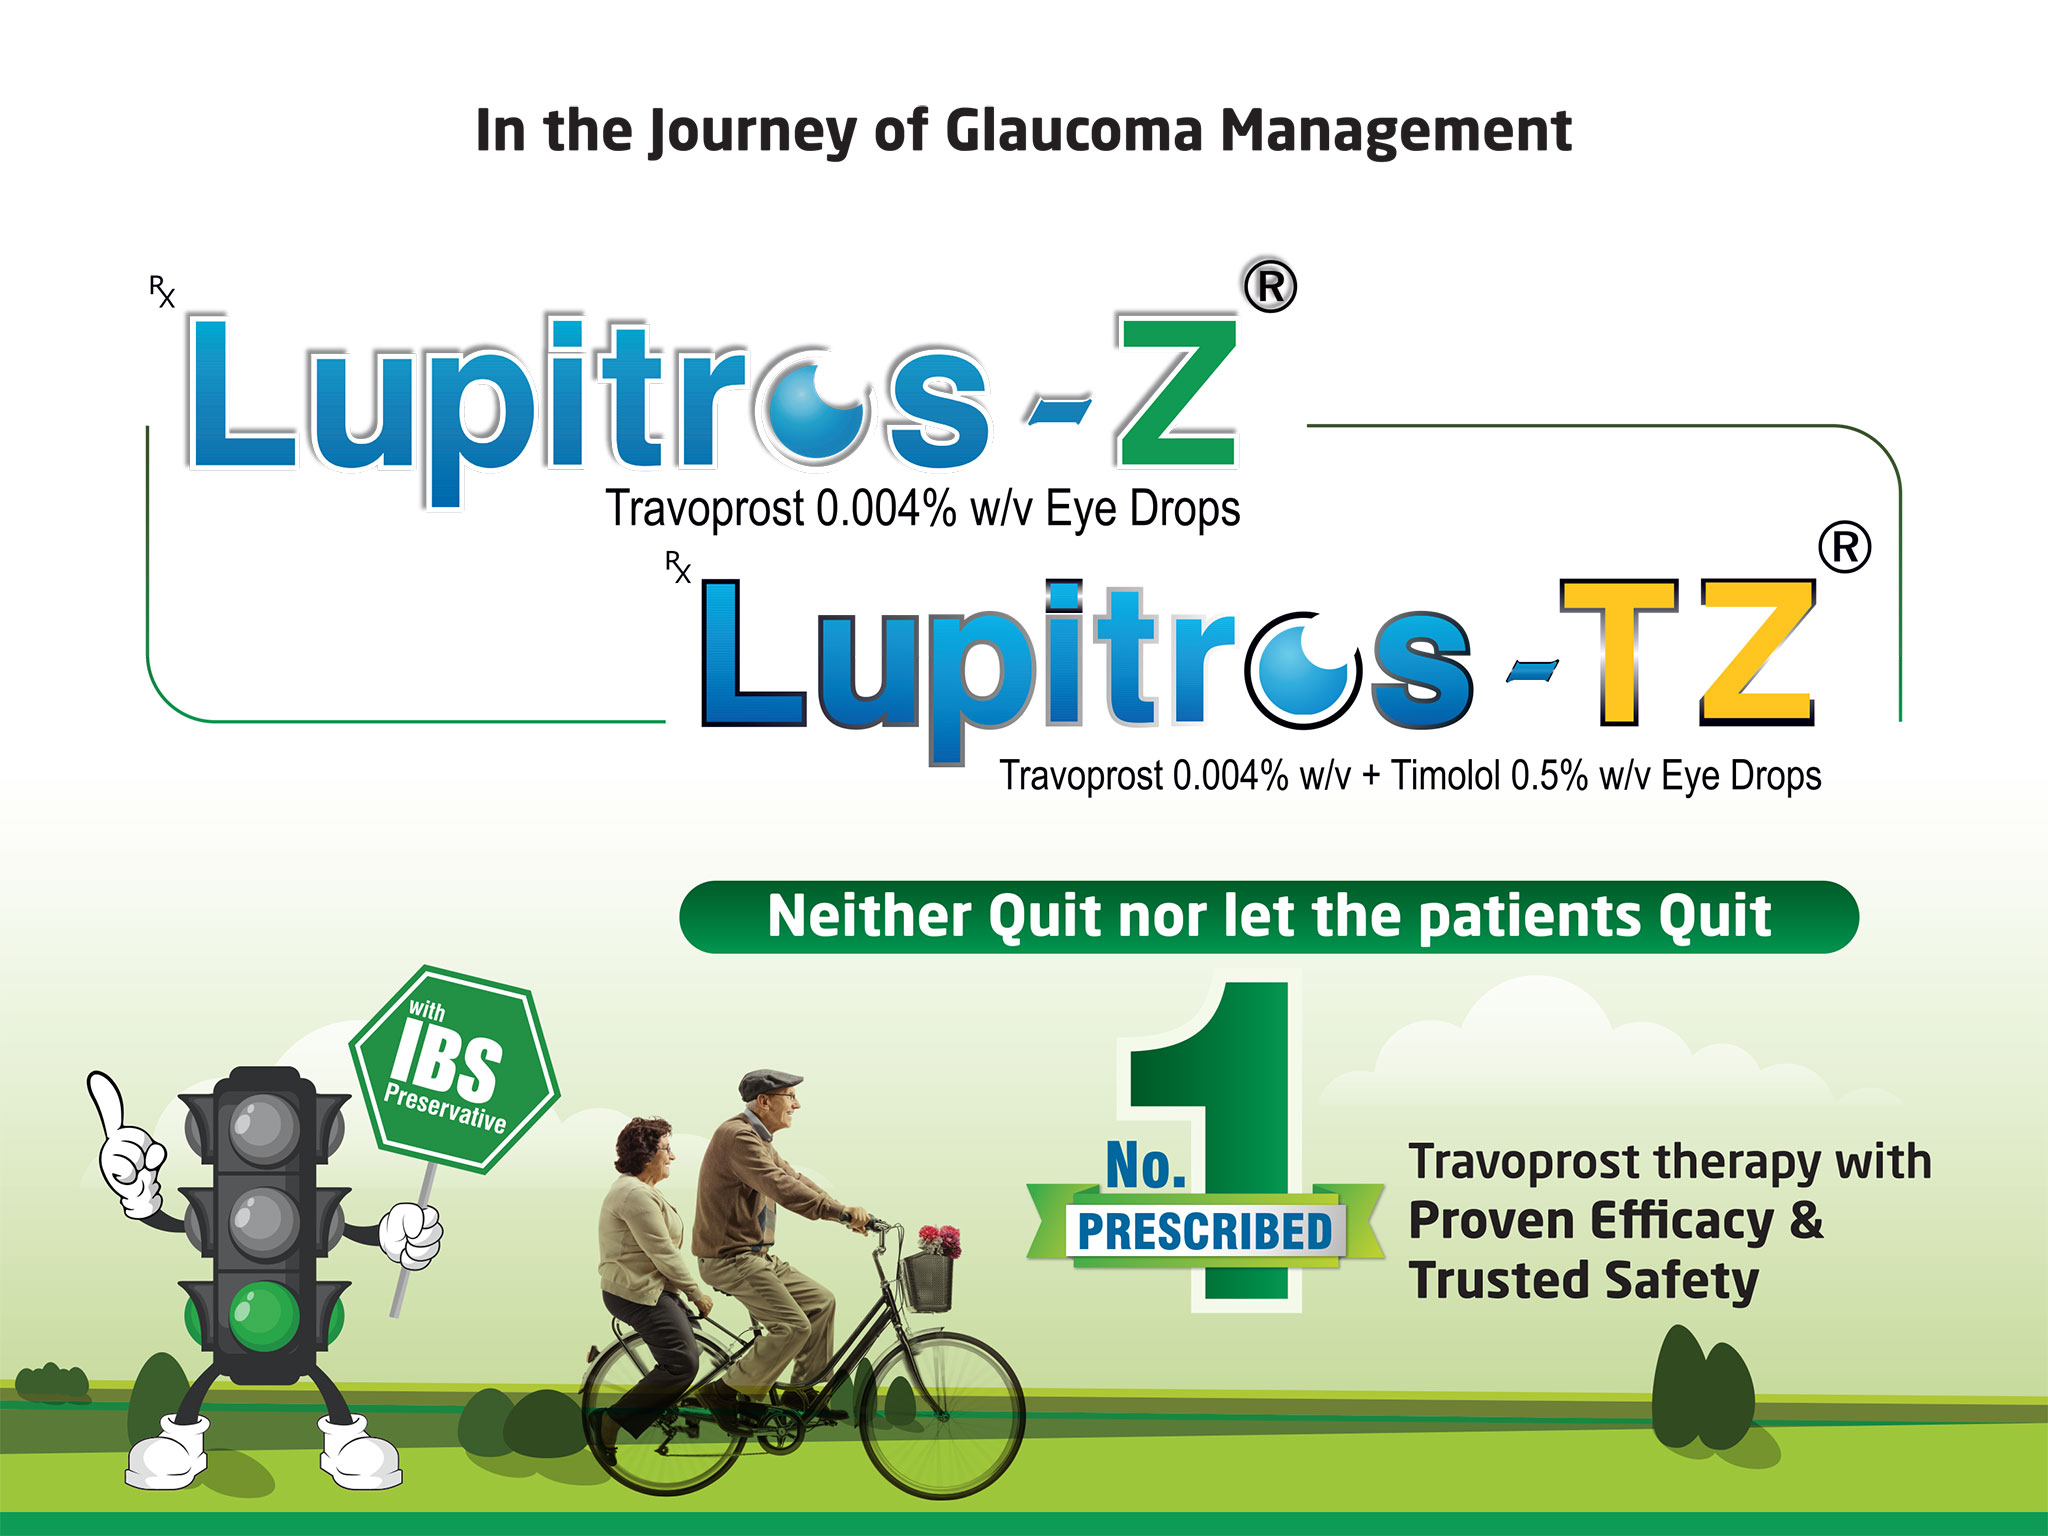 In the Journey of Glaucoma Management
Rx
Lupitros-Z®
Travoprost 0.004% w/v Eye Drops
Rx
Lupitros-TZ®
Travoprost 0.004% w/v + Timolol 0.5% w/v Eye Drops
Neither Quit nor let the patients Quit
with
IBS
Preservative
No. 1
PRESCRIBED
Travoprost therapy with
Proven Efficacy &
Trusted Safety